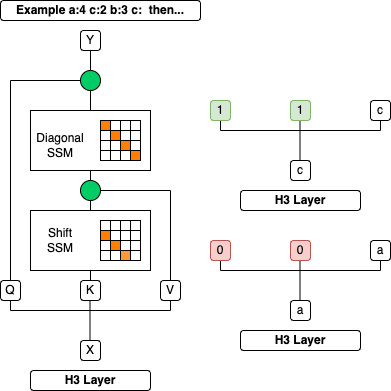 Example a:4 c:2 b:3 c:  then...
Y
Diagonal
SSM
Shift
SSM
Q
K
V
X
H3 Layer
1
1
c
c
H3 Layer
0
0
a
a
H3 Layer